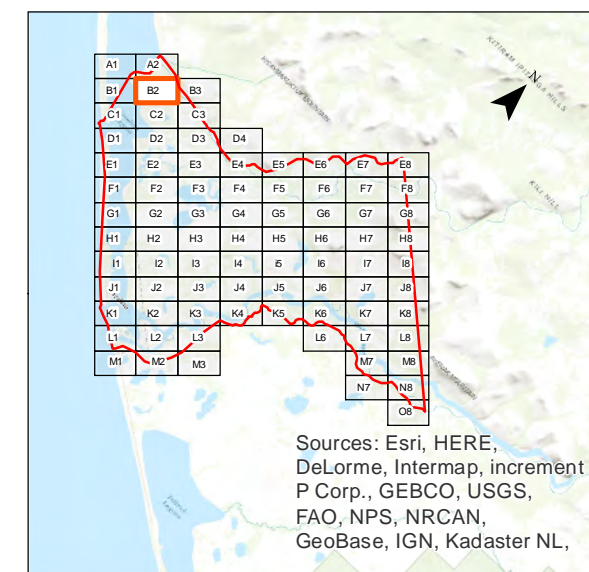 KITIRAM IPIENGA HILLS
N
A1 A2
B1 B2 B3
C1 C2 C3
D1 D2 D3 D4
E1 E2 E3 E4 E5 E6 E7 E8
F1 F2 F3 F4 F5 F6 F7 F8
KILI HILL
G1 G2 G3 G4 G5 G6 G7 G8
H1 H2 H3 H4 H5 H6 H7 H8
I1 I2 I3 I4 i5 I6 I7 I8
J1 J2 J3 J4 J5 J6 J7 J8
K1 K2 K3 K4 K5 K6 K7 K8
L1 L2 L3 L6 L7 L8
M1 M2 M3 M7 M8
N7 N8
O8
Sources: Esri, HERE,
DeLorme, Intermap, increment
P Corp., GEBCO, USGS,
FAO, NPS, NRCAN,
GeoBase, IGN, Kadaster NL,